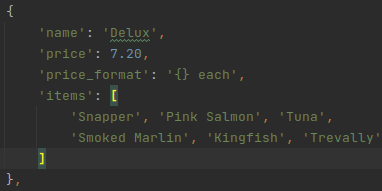 {
'name': 'Delux',
'price': 7.20,
'price_format': '{} each',
'items': [
'Snapper', 'Pink Salmon', 'Tuna',
'Smoked Marlin', 'Kingfish', 'Trevally'
]
},